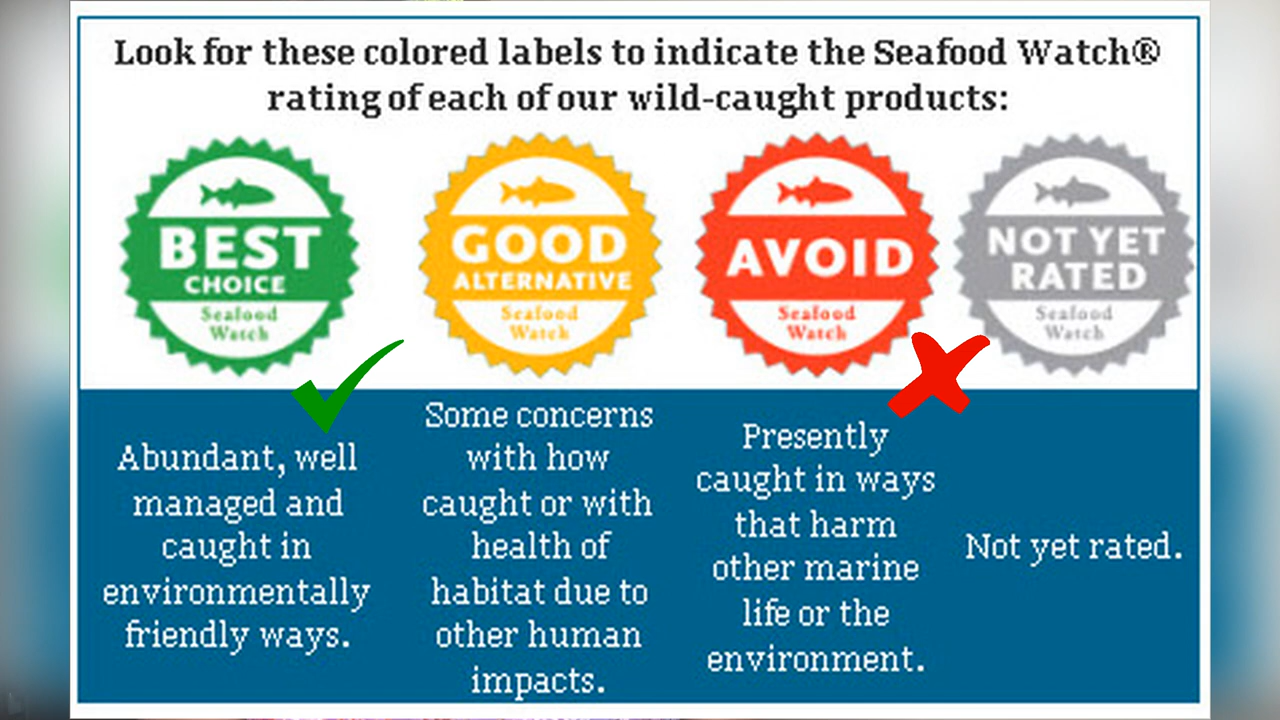 Look for these colored labels to indicate the Seafood Watch®
rating of each of our wild-caught products:
BEST
CHOICE
Seafood
Watch
GOOD
ALTERNATIVE
Seafood
Watch
AVOID
Seafood
Watch
NOT YET
RATED
Seafood
Watch
Abundant, well
managed and
caught in
environmentally
friendly ways.
Some concerns
with how
caught or with
health of
habitat due to
other human
impacts.
Presently
caught in ways
that harm
other marine
life or the
environment.
Not yet rated.